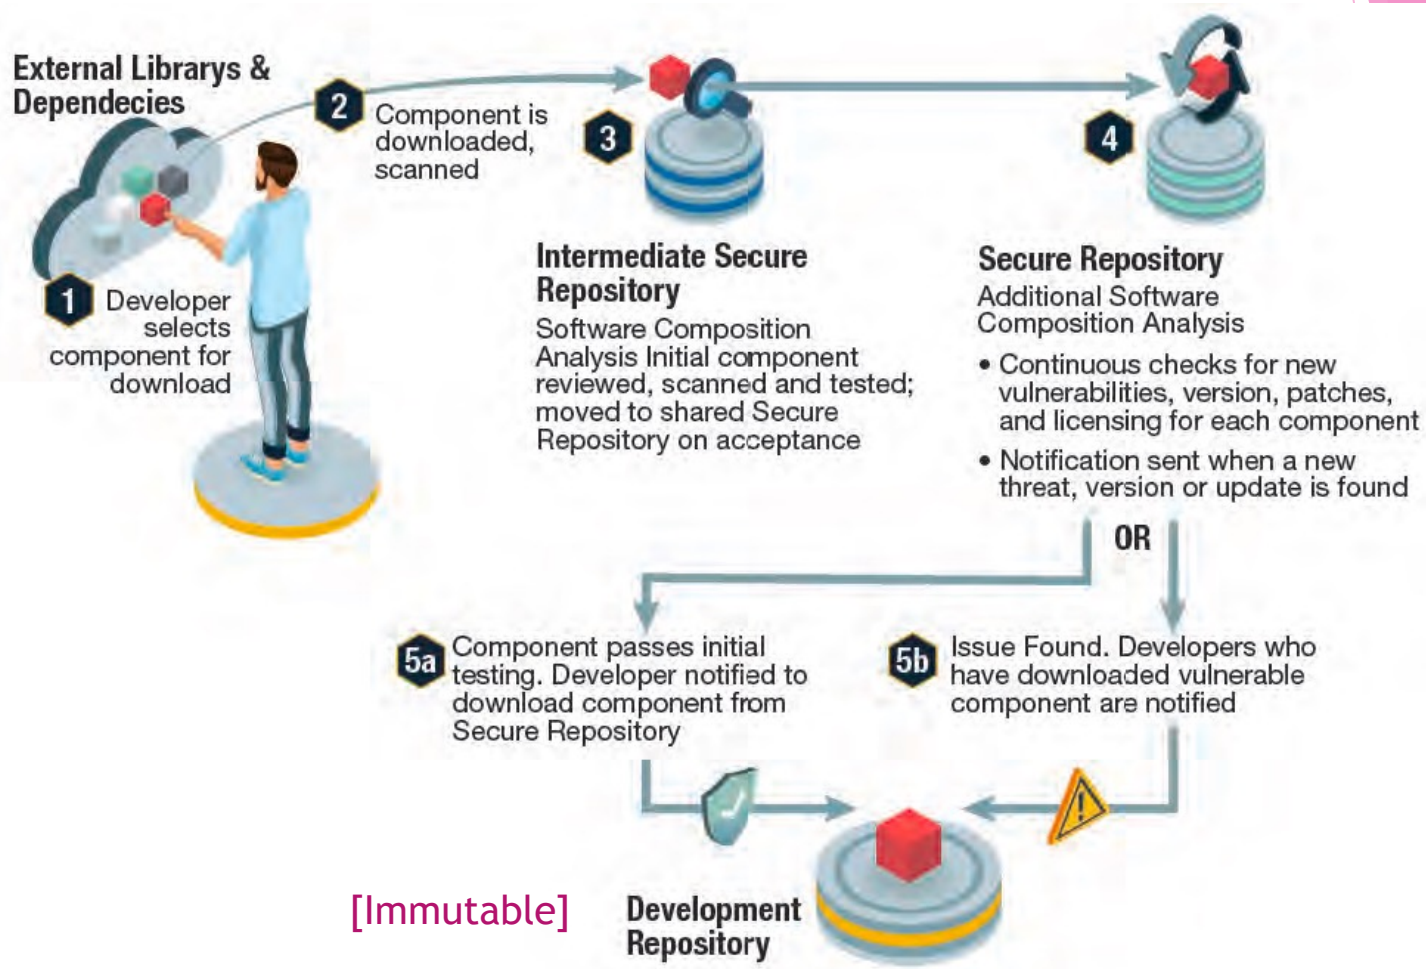 External Librarys &
Dependecies
2
Component is
downloaded,
scanned
1
Developer
selects
component for
download
3
Intermediate Secure
Repository
Software Composition
Analysis Initial component
reviewed, scanned and tested;
moved to shared Secure
Repository on acceptance
4
Secure Repository
Additional Software
Composition Analysis
• Continuous checks for new
vulnerabilities, version, patches,
and licensing for each component
• Notification sent when a new
threat, version or update is found
OR
5a
Component passes initial
testing. Developer notified to
download component from
Secure Repository
5b
Issue Found. Developers who
have downloaded vulnerable
component are notified
[Immutable]
Development
Repository